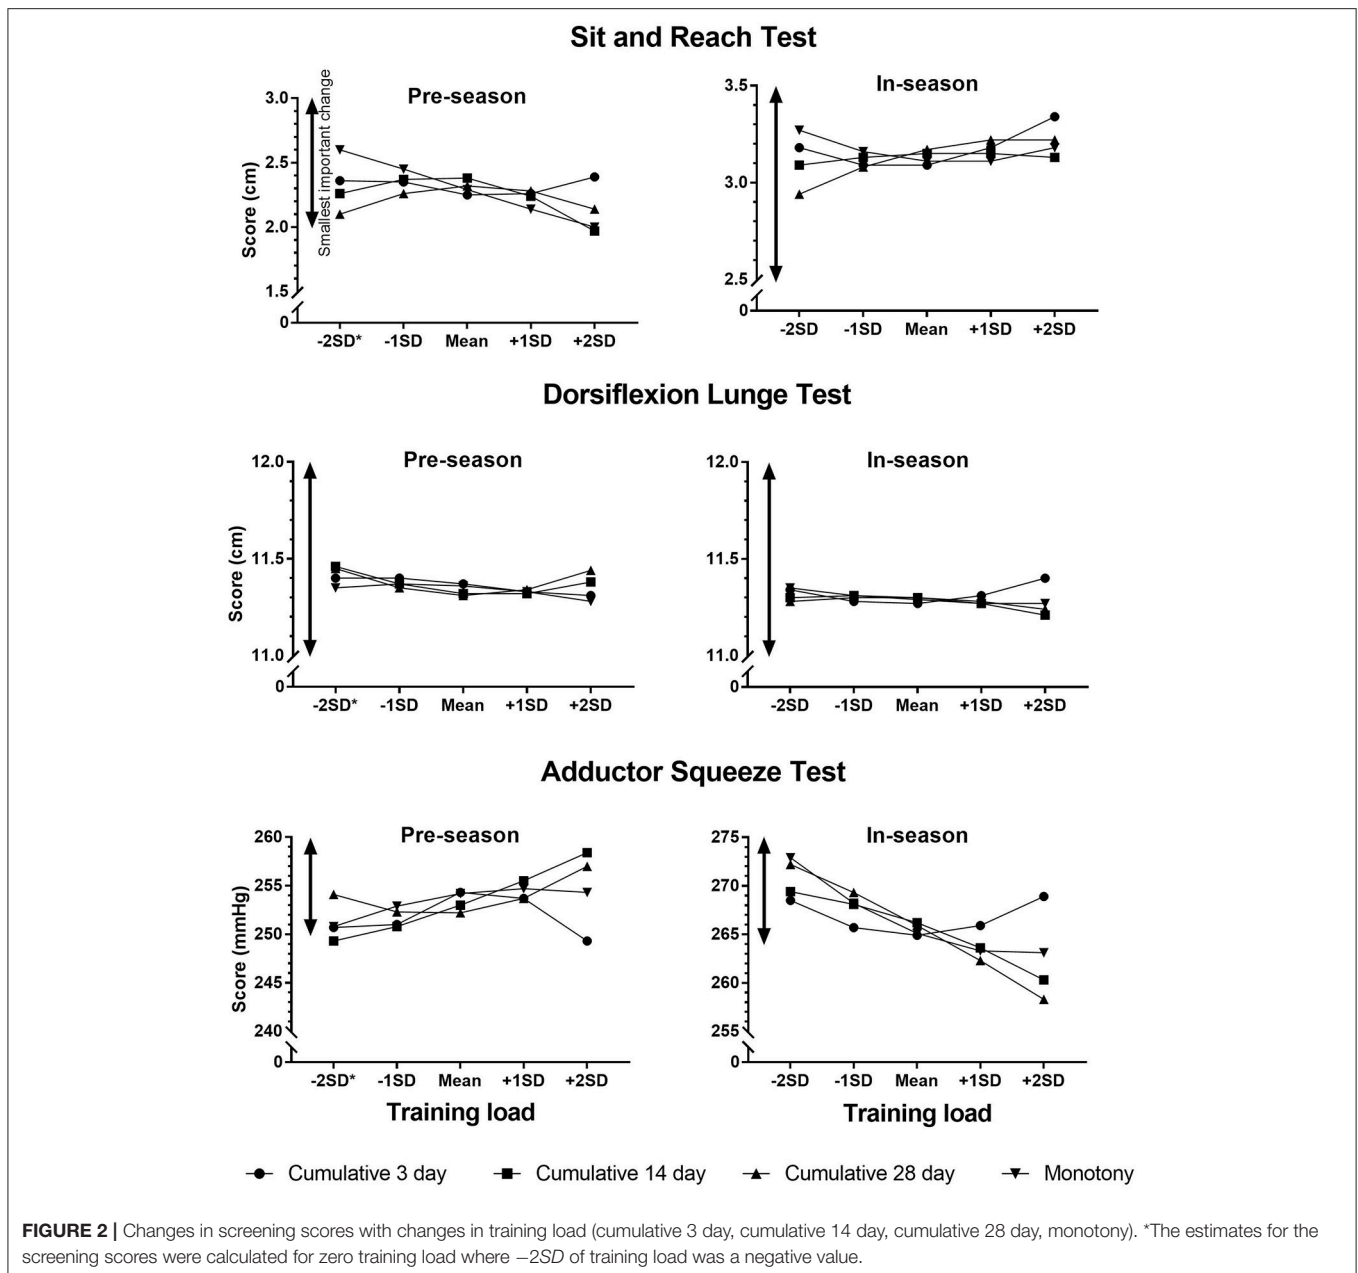 Sit and Reach Test
Pre-season
In-season
Score (cm)
Smallest important change
3.0
2.5
2.0
1.5
0
-2SD* -1SD Mean +1SD +2SD
3.5
3.0
2.5
0
-2SD -1SD Mean +1SD +2SD
Dorsiflexion Lunge Test
Pre-season
In-season
Score (cm)
12.0
11.5
11.0
0
-2SD* -1SD Mean +1SD +2SD
12.0
11.5
11.0
0
-2SD -1SD Mean +1SD +2SD
Adductor Squeeze Test
Pre-season
In-season
Score (mmHg)
260
255
250
245
240
0
-2SD* -1SD Mean +1SD +2SD
Training load
275
270
265
260
255
0
-2SD -1SD Mean +1SD +2SD
Training load
Cumulative 3 day Cumulative 14 day Cumulative 28 day Monotony
FIGURE 2 | Changes in screening scores with changes in training load (cumulative 3 day, cumulative 14 day, cumulative 28 day, monotony). *The estimates for the
screening scores were calculated for zero training load where −2SD of training load was a negative value.